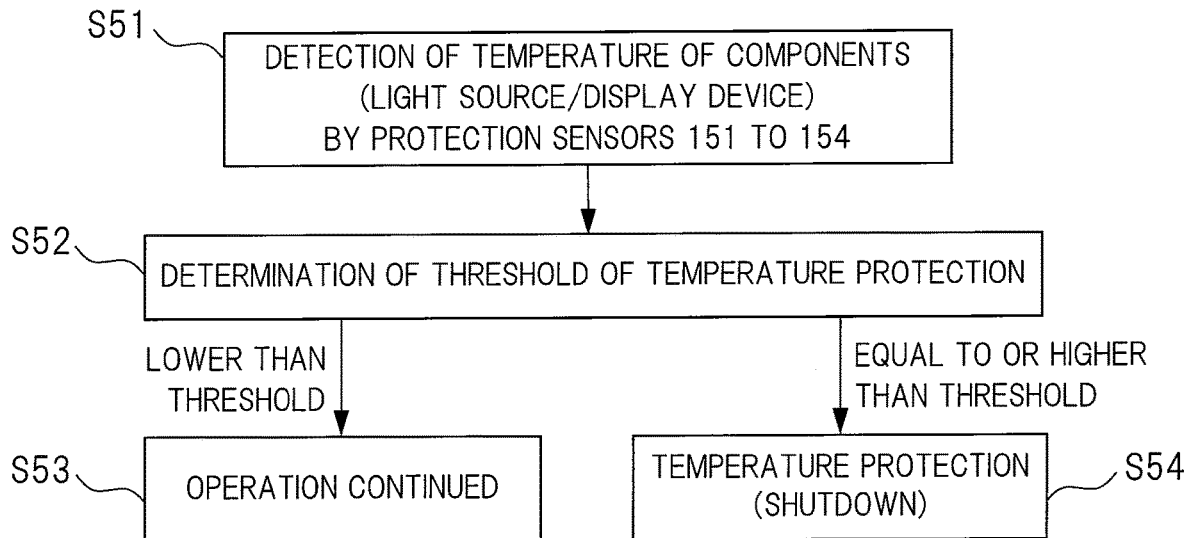 S51
DETECTION OF TEMPERATURE OF COMPONENTS
(LIGHT SOURCE/DISPLAY DEVICE)
BY PROTECTION SENSORS 151 TO 154
S52
DETERMINATION OF THRESHOLD OF TEMPERATURE PROTECTION
LOWER THAN
THRESHOLD
EQUAL TO OR HIGHER
THAN THRESHOLD
S53
OPERATION CONTINUED
TEMPERATURE PROTECTION
(SHUTDOWN)
S54